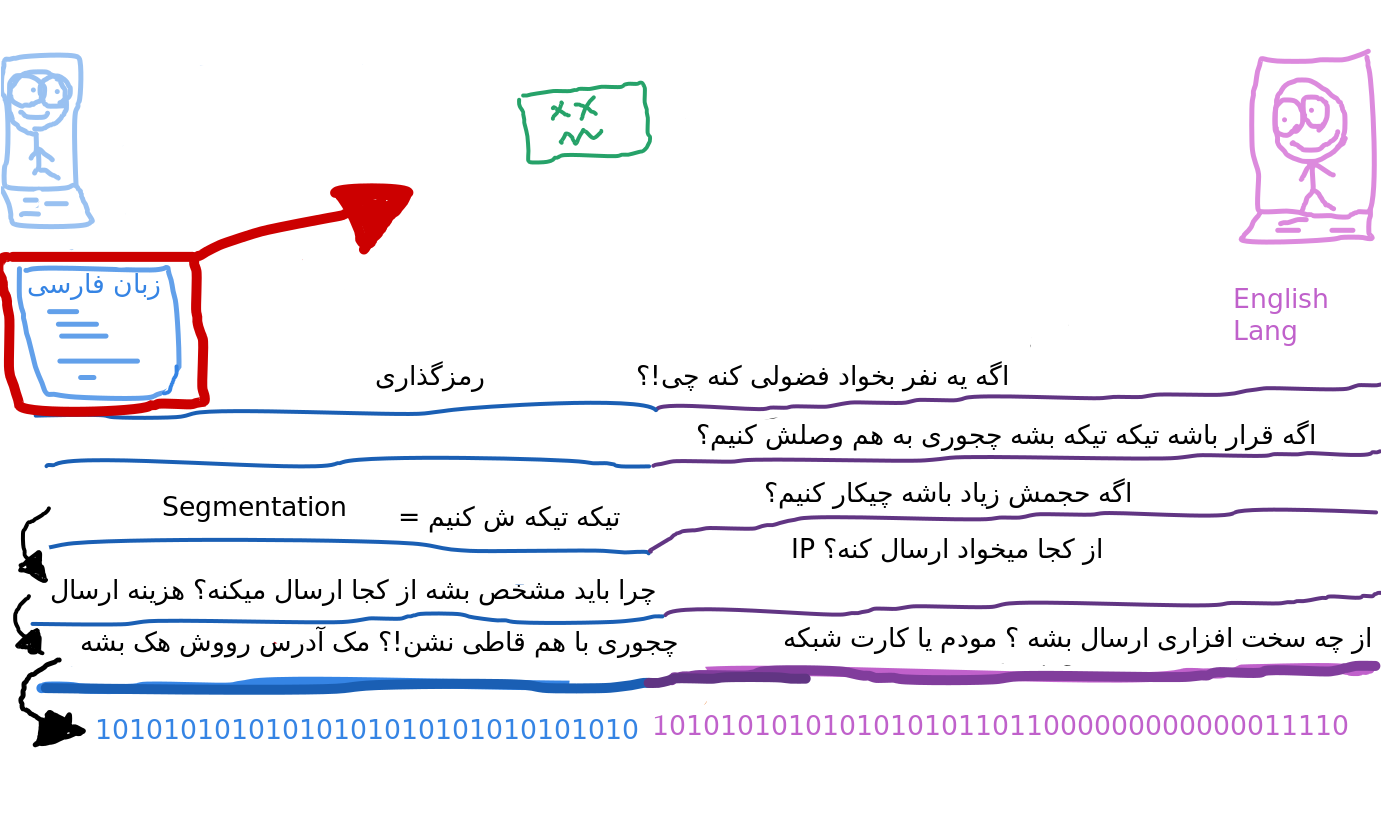 زبان فارسی
English
Lang
رمزگذاری
اگه یه نفر بخواد فضولی کنه چی!؟
اگه قرار باشه تیکه تیکه بشه چجوری به هم وصلش کنیم؟
اگه حجمش زیاد باشه چیکار کنیم؟
Segmentation
تیکه تیکه ش کنیم =
از کجا میخواد ارسال کنه؟ IP
چرا باید مشخص بشه از کجا ارسال میکنه؟ هزینه ارسال
از چه سخت افزاری ارسال بشه ؟ مودم یا کارت شبکه
چجوری با هم قاطی نشن!؟ مک آدرس رووش هک بشه
10101010101010101010101010101010
10101010101010101011011000000000000011110